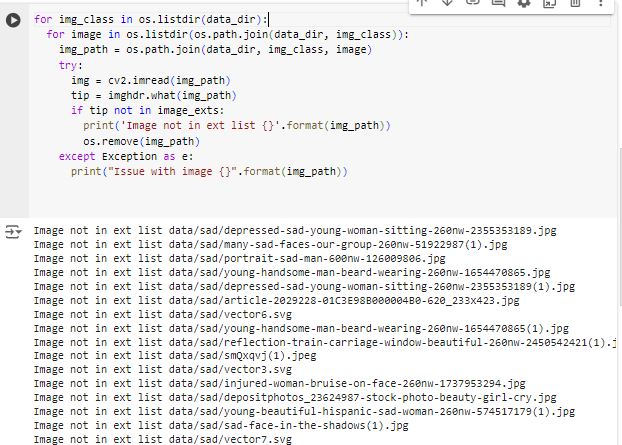 for img_class in os.listdir(data_dir):
for image in os.listdir(os.path.join(data_dir, img_class)):
img_path = os.path.join(data_dir, img_class, image)
try:
img = cv2.imread(img_path)
tip = imghdr.what(img_path)
if tip not in image_exts:
print('Image not in ext list {}'.format(img_path))
os.remove(img_path)
except Exception as e:
print("Issue with image {}".format(img_path))
Image not in ext list data/sad/depressed-sad-young-woman-sitting-260nw-2355353189.jpg
Image not in ext list data/sad/many-sad-faces-our-group-260nw-51922987(1).jpg
Image not in ext list data/sad/portrait-sad-man-600nw-126009806.jpg
Image not in ext list data/sad/young-handsome-man-beard-wearing-260nw-1654470865.jpg
Image not in ext list data/sad/depressed-sad-young-woman-sitting-260nw-2355353189(1).jpg
Image not in ext list data/sad/article-2029228-01C3E98B000004B0-620_233x423.jpg
Image not in ext list data/sad/vector6.svg
Image not in ext list data/sad/young-handsome-man-beard-wearing-260nw-1654470865(1).jpg
Image not in ext list data/sad/reflection-train-carriage-window-beautiful-260nw-2450542421(1).j
Image not in ext list data/sad/smQxqvj(1).jpeg
Image not in ext list data/sad/vector3.svg
Image not in ext list data/sad/injured-woman-bruise-on-face-260nw-1737953294.jpg
Image not in ext list data/sad/depositphotos_23624987-stock-photo-beauty-girl-cry.jpg
Image not in ext list data/sad/young-beautiful-hispanic-sad-woman-260nw-574517179(1).jpg
Image not in ext list data/sad/sad-face-in-the-shadows(1).jpg
Image not in ext list data/sad/vector7.svg